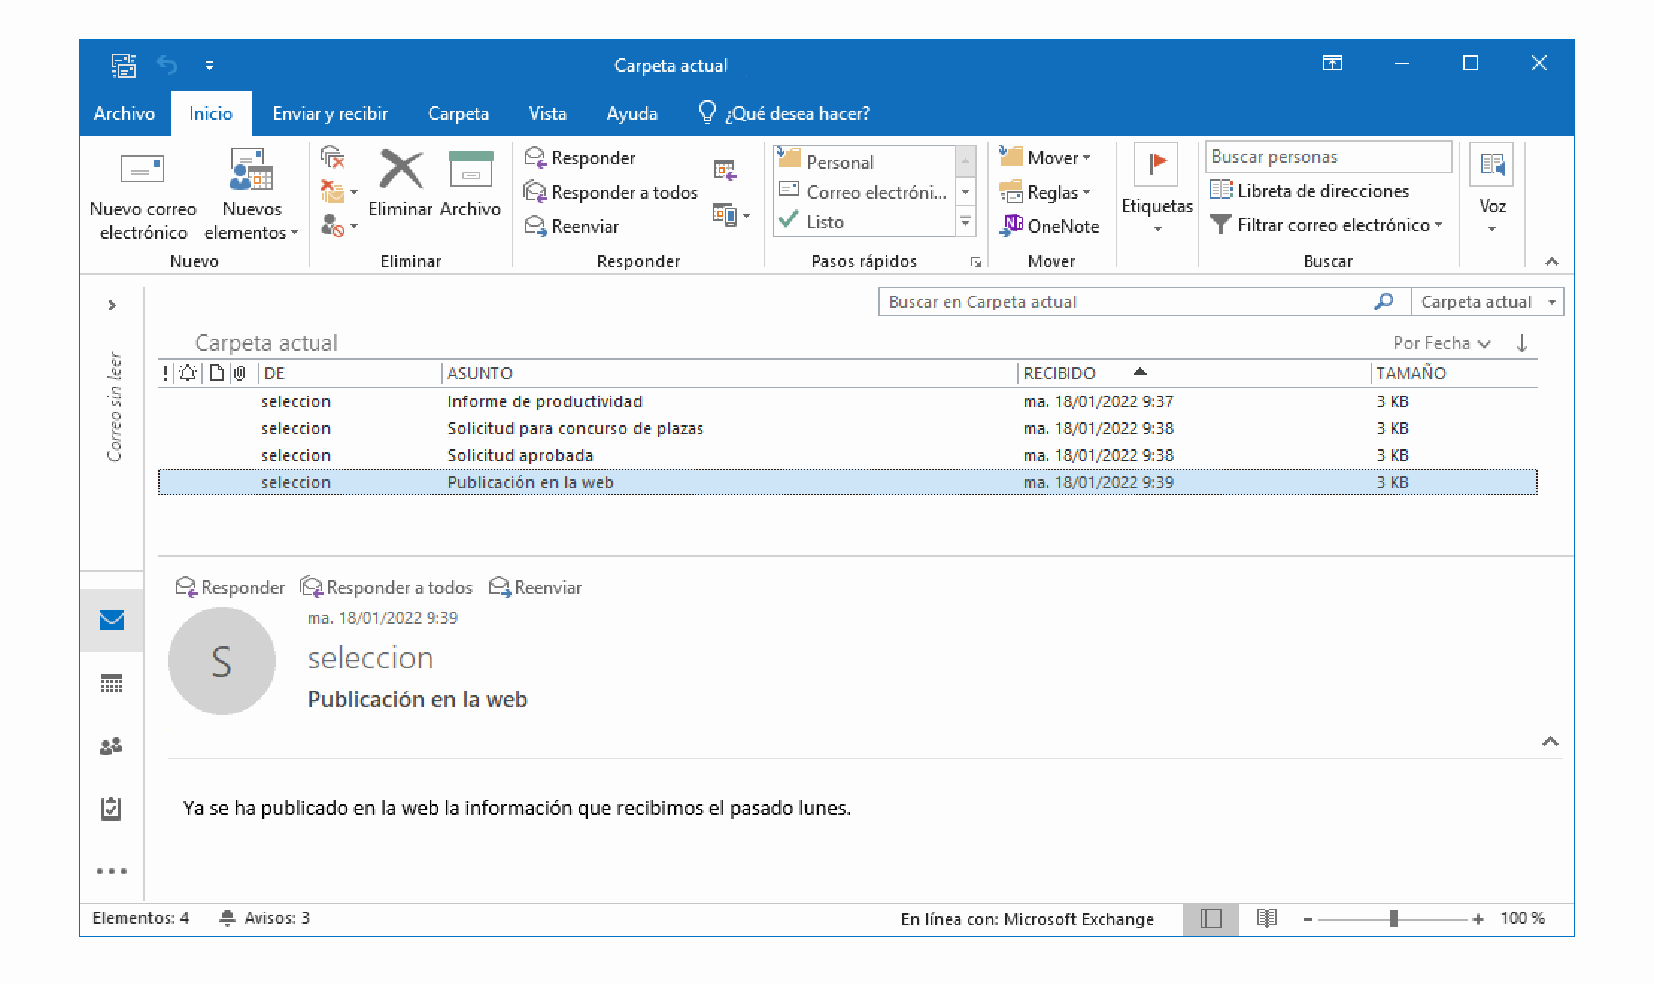 Carpeta actual
Archivo Inicio Enviar y recibir Carpeta Vista Ayuda ¿Qué desea hacer?
Nuevo correo electrónico
Nuevos elementos
Nuevo
Eliminar Archivo
Eliminar
Responder
Responder a todos
Reenviar
Responder
Personal
Correo electróni...
Listo
Pasos rápidos
Mover
Reglas
OneNote
Mover
Etiquetas
Buscar personas
Libreta de direcciones
Filtrar correo electrónico
Buscar
Voz
Correo sin leer
Buscar en Carpeta actual Carpeta actual
Carpeta actual Por Fecha
! DE ASUNTO RECIBIDO TAMAÑO
seleccion Informe de productividad ma. 18/01/2022 9:37 3 KB
seleccion Solicitud para concurso de plazas ma. 18/01/2022 9:38 3 KB
seleccion Solicitud aprobada ma. 18/01/2022 9:38 3 KB
seleccion Publicación en la web ma. 18/01/2022 9:39 3 KB
Responder Responder a todos Reenviar
ma. 18/01/2022 9:39
S
seleccion
Publicación en la web
Ya se ha publicado en la web la información que recibimos el pasado lunes.
Elementos: 4 Avisos: 3 En línea con: Microsoft Exchange 100 %